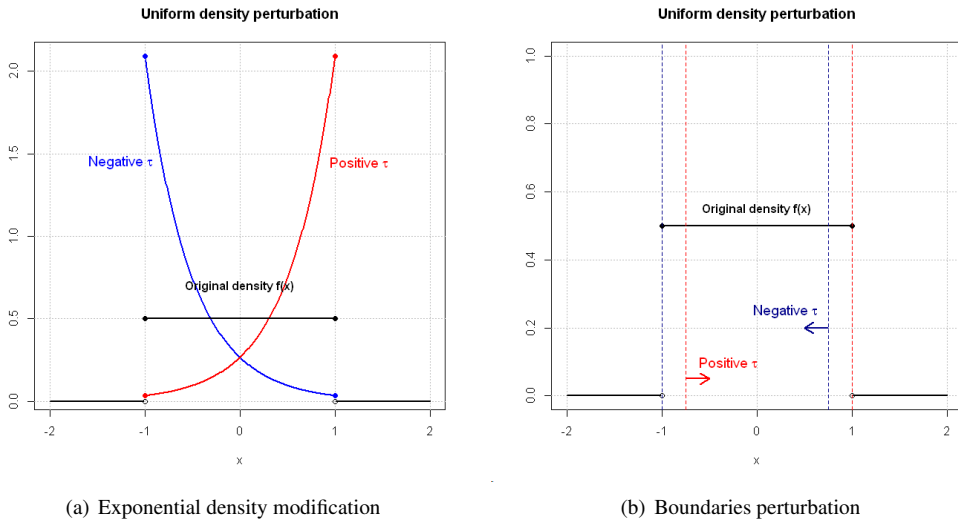 Uniform density perturbation
2.0
1.5
1.0
0.5
0.0
Negative τ
Positive τ
Original density f(x)
-2 -1 0 1 2
x
(a) Exponential density modification
Uniform density perturbation
1.0
0.8
0.6
0.4
0.2
0.0
Original density f(x)
Negative τ
Positive τ
-2 -1 0 1 2
x
(b) Boundaries perturbation